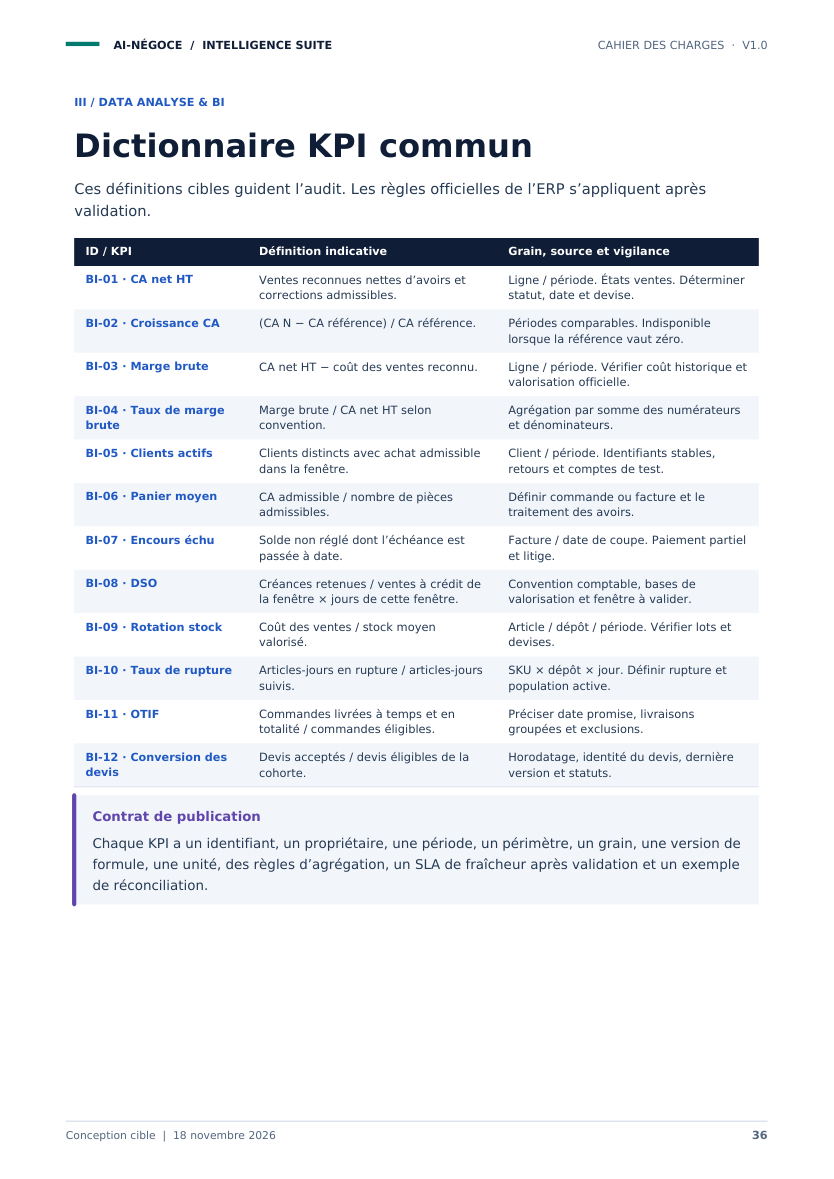 AI-NÉGOCE / INTELLIGENCE SUITE
CAHIER DES CHARGES · V1.0
III / DATA ANALYSE & BI
Dictionnaire KPI commun
Ces définitions cibles guident l’audit. Les règles officielles de l’ERP s’appliquent après
validation.
ID / KPI
Définition indicative
Grain, source et vigilance
BI-01 · CA net HT
Ventes reconnues nettes d’avoirs et
corrections admissibles.
Ligne / période. États ventes. Déterminer
statut, date et devise.
BI-02 · Croissance CA
(CA N − CA référence) / CA référence.
Périodes comparables. Indisponible
lorsque la référence vaut zéro.
BI-03 · Marge brute
CA net HT − coût des ventes reconnu.
Ligne / période. Vérifier coût historique et
valorisation officielle.
BI-04 · Taux de marge
brute
Marge brute / CA net HT selon
convention.
Agrégation par somme des numérateurs
et dénominateurs.
BI-05 · Clients actifs
Clients distincts avec achat admissible
dans la fenêtre.
Client / période. Identifiants stables,
retours et comptes de test.
BI-06 · Panier moyen
CA admissible / nombre de pièces
admissibles.
Définir commande ou facture et le
traitement des avoirs.
BI-07 · Encours échu
Solde non réglé dont l’échéance est
passée à date.
Facture / date de coupe. Paiement partiel
et litige.
BI-08 · DSO
Créances retenues / ventes à crédit de
la fenêtre × jours de cette fenêtre.
Convention comptable, bases de
valorisation et fenêtre à valider.
BI-09 · Rotation stock
Coût des ventes / stock moyen
valorisé.
Article / dépôt / période. Vérifier lots et
devises.
BI-10 · Taux de rupture
Articles-jours en rupture / articles-jours
suivis.
SKU × dépôt × jour. Définir rupture et
population active.
BI-11 · OTIF
Commandes livrées à temps et en
totalité / commandes éligibles.
Préciser date promise, livraisons
groupées et exclusions.
BI-12 · Conversion des
devis
Devis acceptés / devis éligibles de la
cohorte.
Horodatage, identité du devis, dernière
version et statuts.
Contrat de publication
Chaque KPI a un identifiant, un propriétaire, une période, un périmètre, un grain, une version de
formule, une unité, des règles d’agrégation, un SLA de fraîcheur après validation et un exemple
de réconciliation.
Conception cible | 18 novembre 2026
36